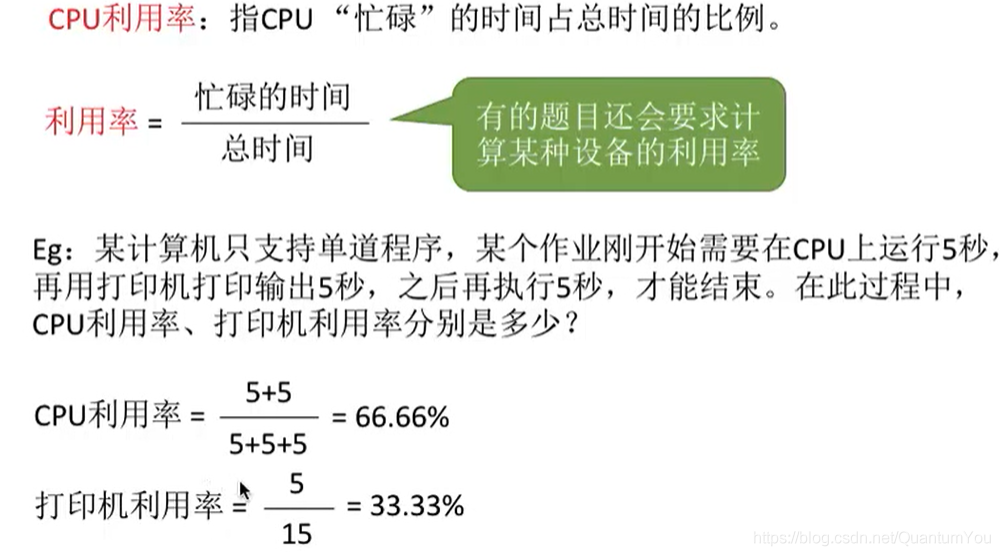 CPU利用率：指CPU “忙碌”的时间占总时间的比例。
利用率 = 忙碌的时间
总时间
有的题目还会要求计
算某种设备的利用率
Eg：某计算机只支持单道程序，某个作业刚开始需要在CPU上运行5秒，
再用打印机打印输出5秒，之后再执行5秒，才能结束。在此过程中，
CPU利用率、打印机利用率分别是多少？
5+5
CPU利用率 = = 66.66%
5+5+5
5
打印机利用率 = = 33.33%
15
https://blog.csdn.net/QuantumYou